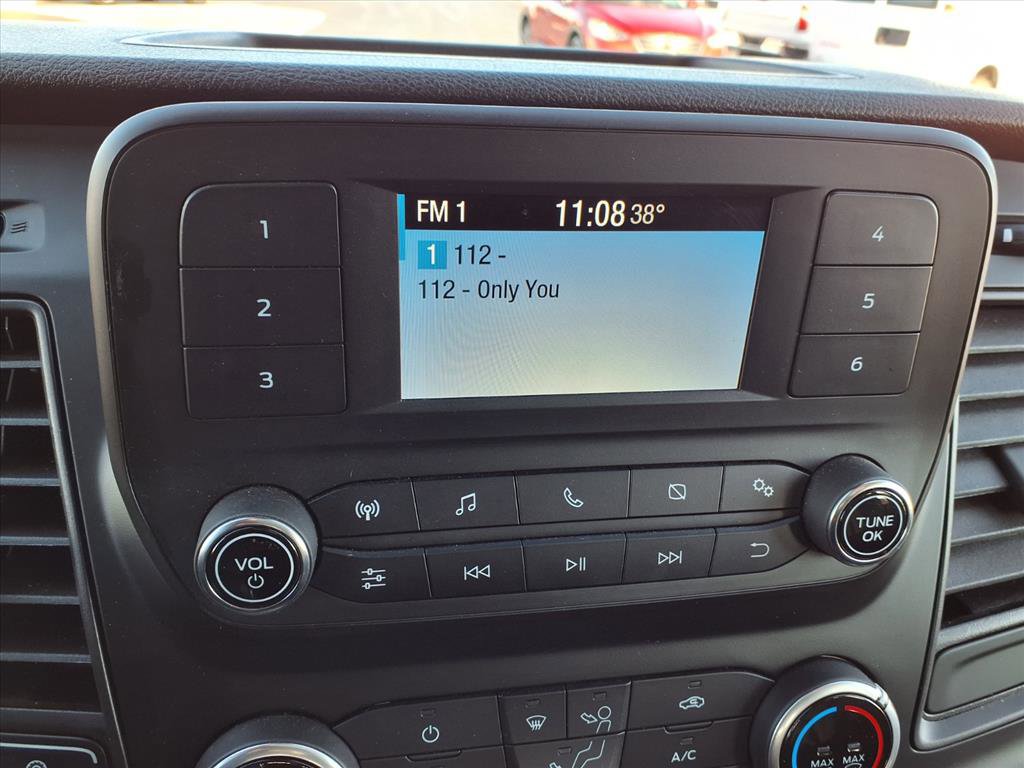 FM 1 11:08 38°
1 112 -
112 - Only You
1
2
3
4
5
6
VOL
TUNE
OK
A/C
MAX MAX